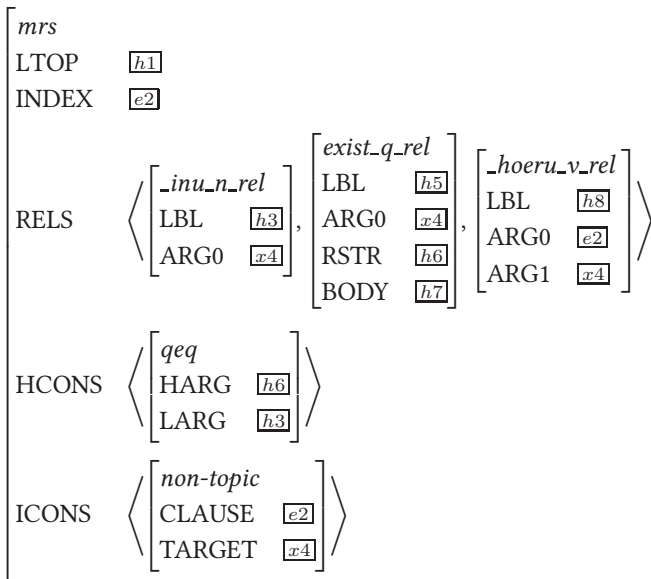 mrs
LTOP h1
INDEX e2
RELS ⟨[_inu_n_rel LBL h3 ARG0 x4], [exist_q_rel LBL h5 ARG0 x4 RSTR h6 BODY h7], [_hoeru_v_rel LBL h8 ARG0 e2 ARG1 x4]⟩
HCONS ⟨[qeq HARG h6 LARG h3]⟩
ICONS ⟨[non-topic CLAUSE e2 TARGET x4]⟩